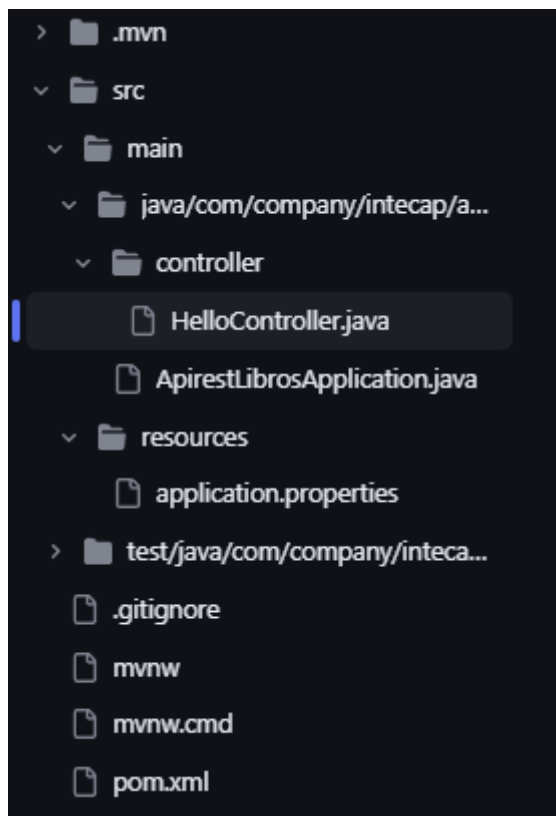 .mvn
src
main
java/com/company/intecap/a...
controller
HelloController.java
ApirestLibrosApplication.java
resources
application.properties
test/java/com/company/inteca...
.gitignore
mvnw
mvnw.cmd
pom.xml